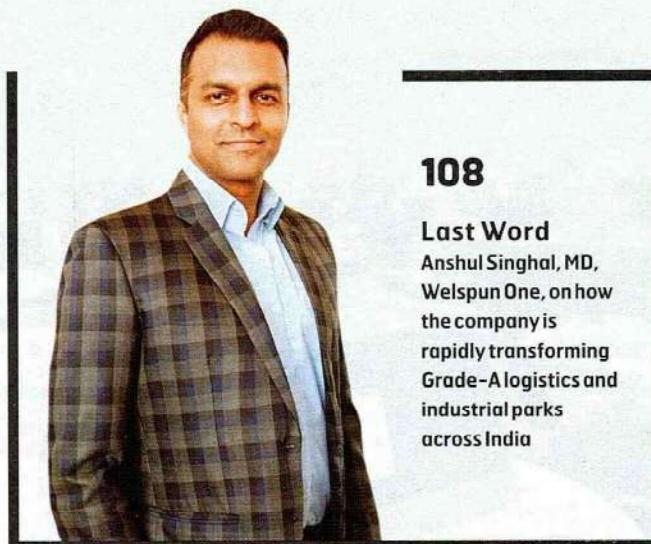 108
Last Word
Anshul Singhal, MD,
Welspun One, on how
the company is
rapidly transforming
Grade-A logistics and
industrial parks
across India